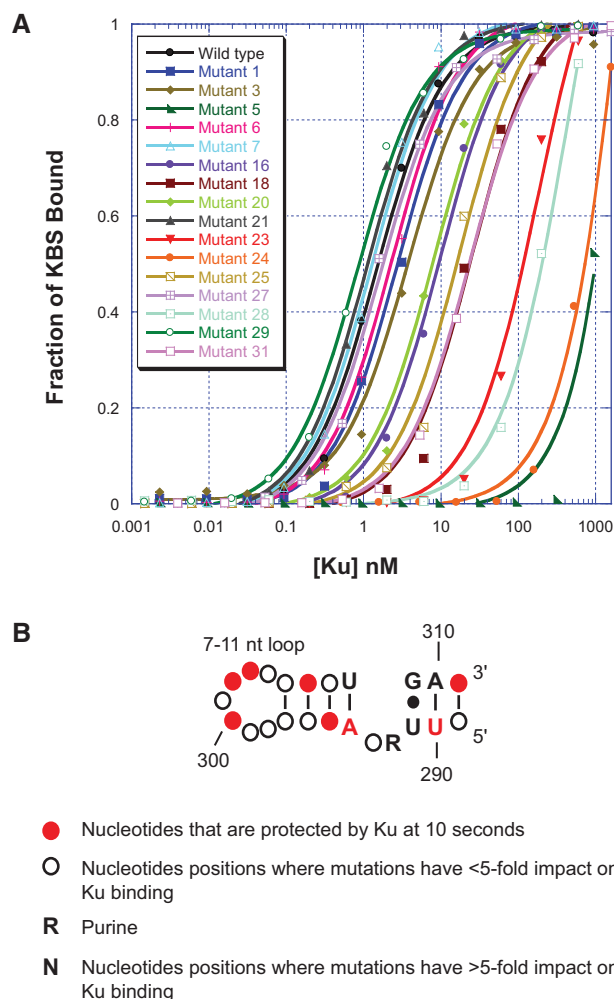 A
Fraction of KBS Bound
1
0.8
0.6
0.4
0.2
0
Wild type
Mutant 1
Mutant 3
Mutant 5
Mutant 6
Mutant 7
Mutant 16
Mutant 18
Mutant 20
Mutant 21
Mutant 23
Mutant 24
Mutant 25
Mutant 27
Mutant 28
Mutant 29
Mutant 31
0.001 0.01 0.1 1 10 100 1000
[Ku] nM
B
310
7-11 nt loop
U G A 3'
A R U U 5'
300
290
Nucleotides that are protected by Ku at 10 seconds
Nucleotides positions where mutations have <5-fold impact on
Ku binding
R Purine
N Nucleotides positions where mutations have >5-fold impact on
Ku binding